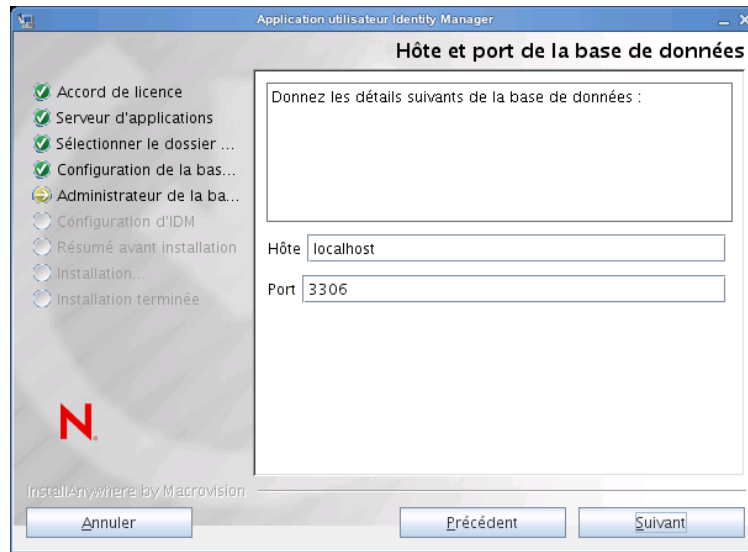 Application utilisateur Identity Manager
Hôte et port de la base de données
Accord de licence
Serveur d'applications
Sélectionner le dossier ...
Configuration de la bas...
Administrateur de la ba...
Configuration d'IDM
Résumé avant installation
Installation...
Installation terminée
Donnez les détails suivants de la base de données :
Hôte localhost
Port 3306
N
InstallAnywhere by Macrovision
Annuler
Précédent
Suivant